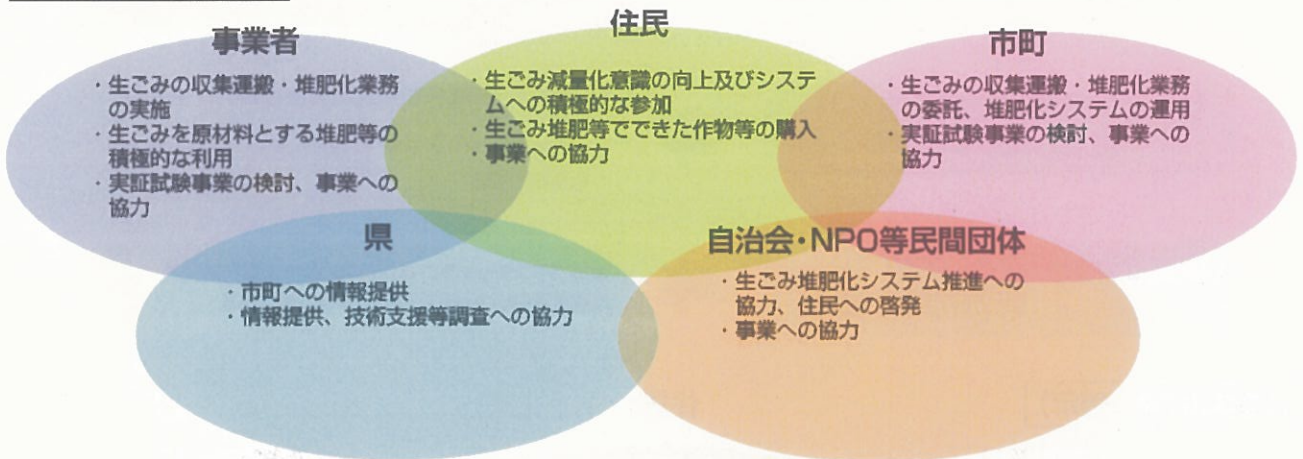 事業者
・生ごみの収集運搬・堆肥化業務
の実施
・生ごみを原材料とする堆肥等の
積極的な利用
・実証試験事業の検討、事業への
協力
住民
・生ごみ減量化意識の向上及びシステ
ムへの積極的な参加
・生ごみ堆肥等でできた作物等の購入
・事業への協力
市町
・生ごみの収集運搬・堆肥化業務
の委託、堆肥化システムの運用
・実証試験事業の検討、事業への
協力
県
・市町への情報提供
・情報提供、技術支援等調査への協力
自治会・NPO等民間団体
・生ごみ堆肥化システム推進への
協力、住民への啓発
・事業への協力